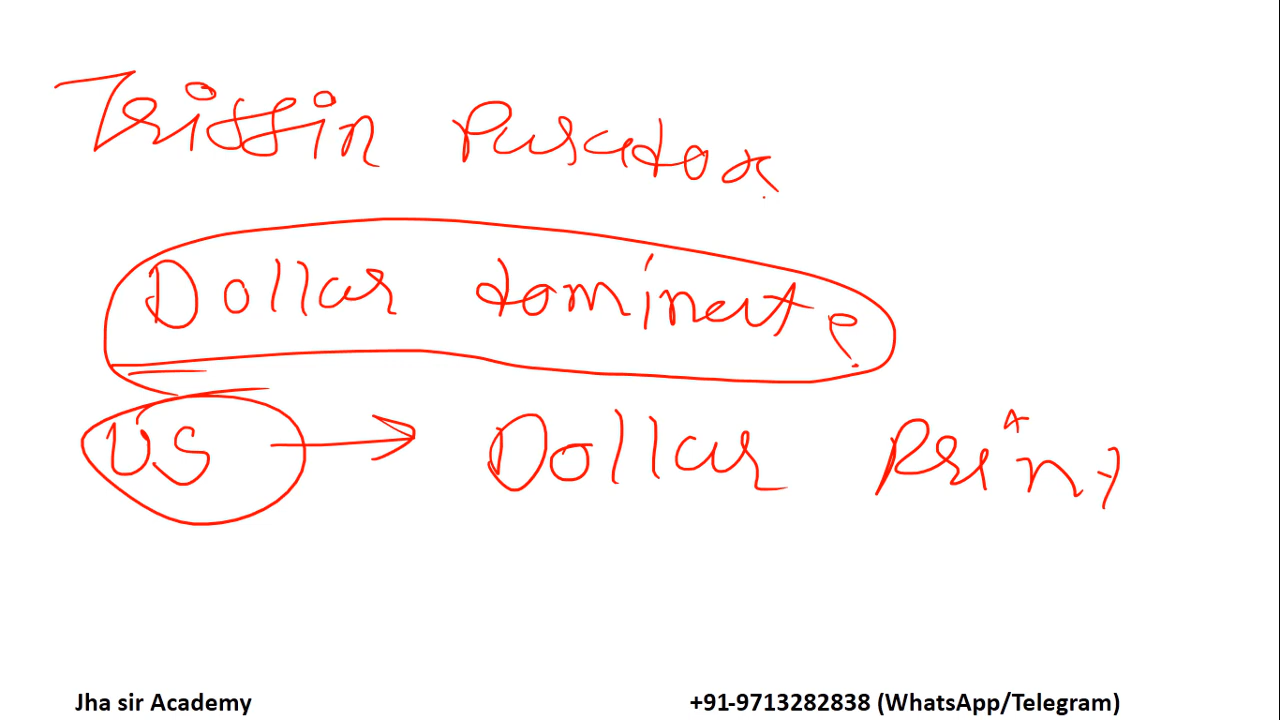 Triffin Paradox
Dollar dominate
US → Dollar Print
Jha sir Academy
+91-9713282838 (WhatsApp/Telegram)